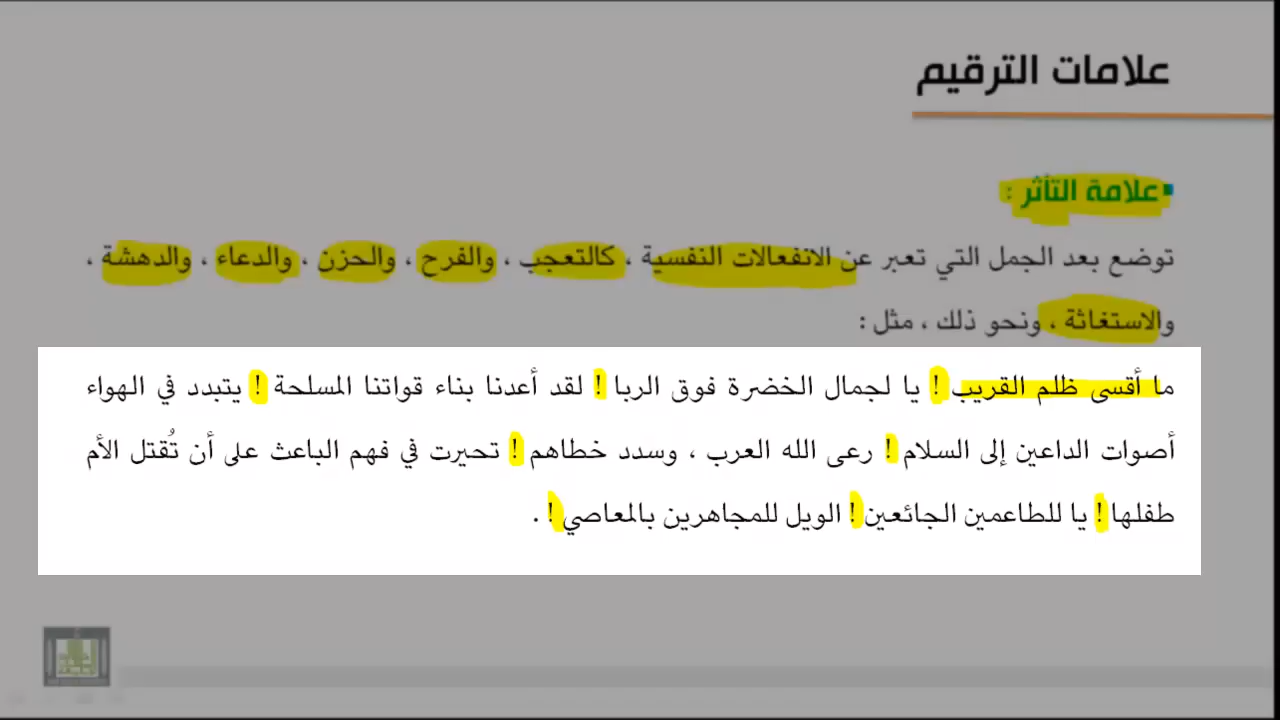 علامات الترقيم
▪علامة التأثر :
توضع بعد الجمل التي تعبر عن الانفعالات النفسية ، كالتعجب ، والفرح ، والحزن ، والدعاء ، والدهشة ،
والاستغاثة ، ونحو ذلك ، مثل :
ما أقسى ظلم القريب ! يا لجمال الخضرة فوق الربا ! لقد أعدنا بناء قواتنا المسلحة ! يتبدد في الهواء
أصوات الداعين إلى السلام ! رعى الله العرب ، وسدد خطاهم ! تحيرت في فهم الباعث على أن تُقتل الأم
طفلها ! يا للطاعمين الجائعين ! الويل للمجاهرين بالمعاصي ! .